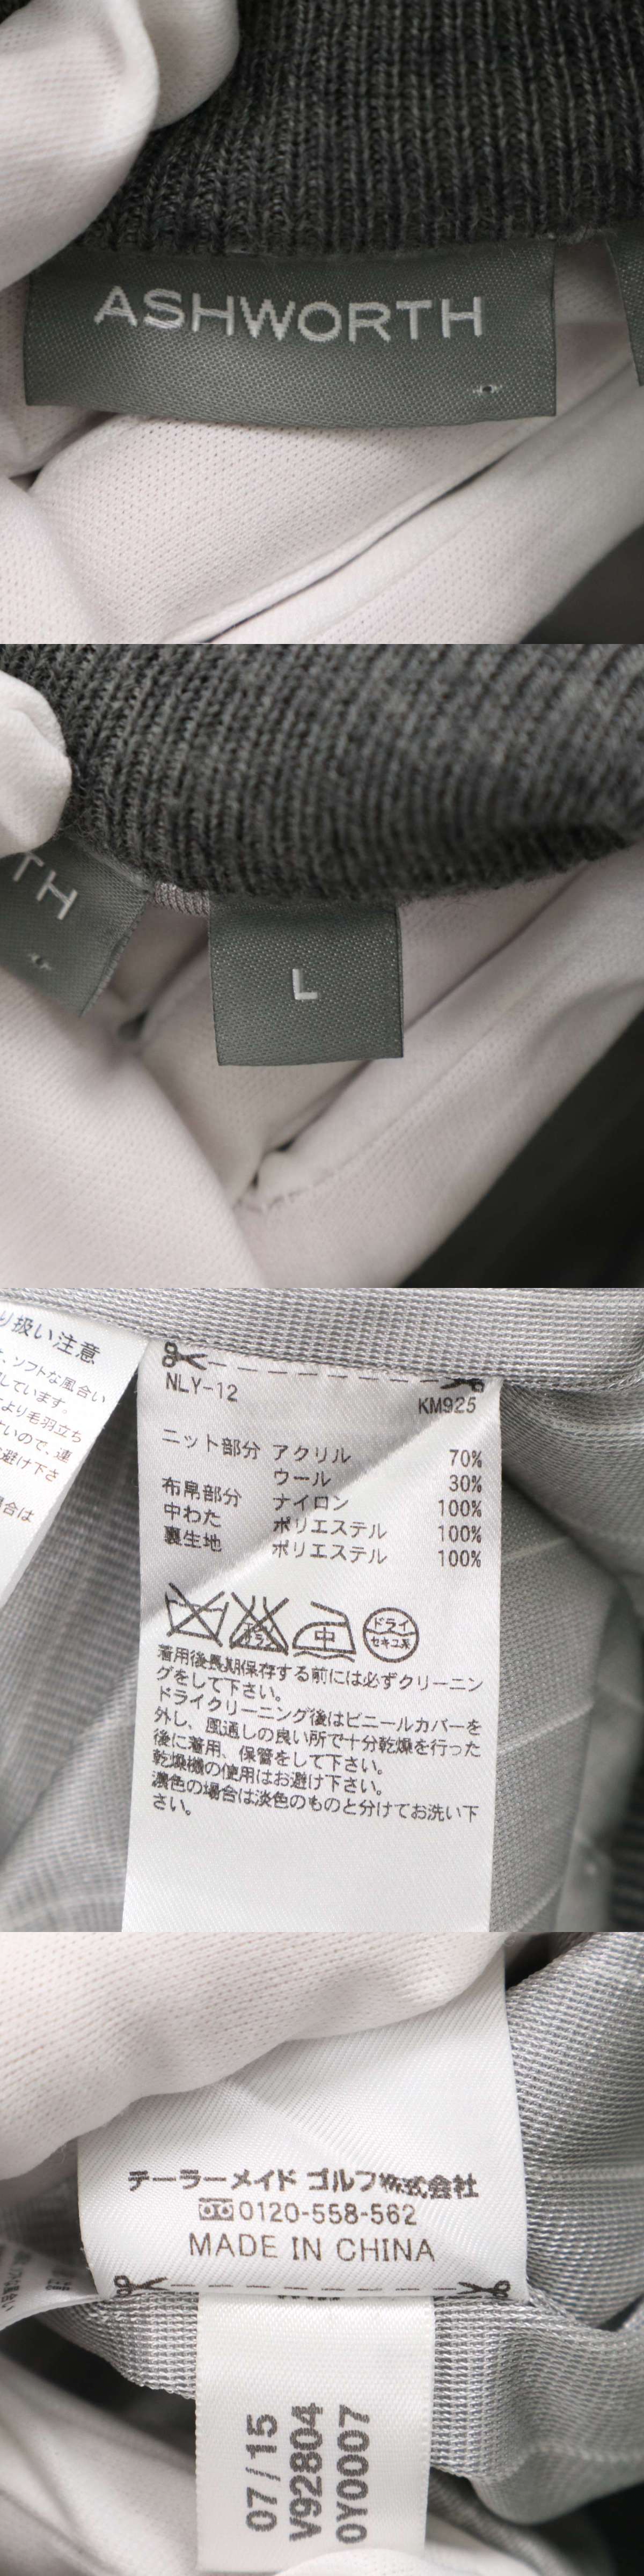 ASHWORTH
TH
L
り扱い注意
、ソフトな風合い
しています。
より毛羽立ち
いので、連
避け下さ
合は
NLY-12
KM925
ニット部分 アクリル 70%
ウール 30%
布帛部分 ナイロン 100%
中わた ポリエステル 100%
裏生地 ポリエステル 100%
中
ドライ
セキユ系
着用後長期保存する前には必ずクリーニン
グをして下さい。
ドライクリーニング後はビニールカバーを
外し、風通しの良い所で十分乾燥を行った
後に着用、保管をして下さい。
乾燥機の使用はお避け下さい。
濃色の場合は淡色のものと分けてお洗い下
さい。
テーラーメイド ゴルフ株式会社
0120-558-562
MADE IN CHINA
07/15
V92804
0Y0007